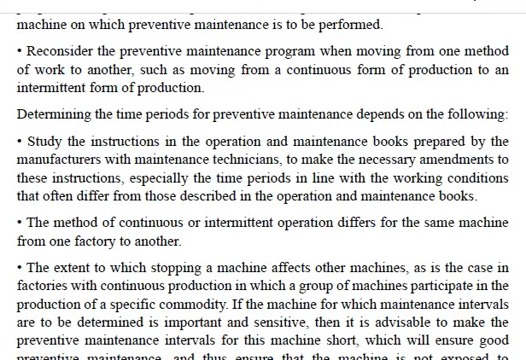 machine on which preventive maintenance is to be performed.
• Reconsider the preventive maintenance program when moving from one method
of work to another, such as moving from a continuous form of production to an
intermittent form of production.
Determining the time periods for preventive maintenance depends on the following:
• Study the instructions in the operation and maintenance books prepared by the
manufacturers with maintenance technicians, to make the necessary amendments to
these instructions, especially the time periods in line with the working conditions
that often differ from those described in the operation and maintenance books.
• The method of continuous or intermittent operation differs for the same machine
from one factory to another.
• The extent to which stopping a machine affects other machines, as is the case in
factories with continuous production in which a group of machines participate in the
production of a specific commodity. If the machine for which maintenance intervals
are to be determined is important and sensitive, then it is advisable to make the
preventive maintenance intervals for this machine short, which will ensure good
preventive maintenance, and thus ensure that the machine is not exposed to